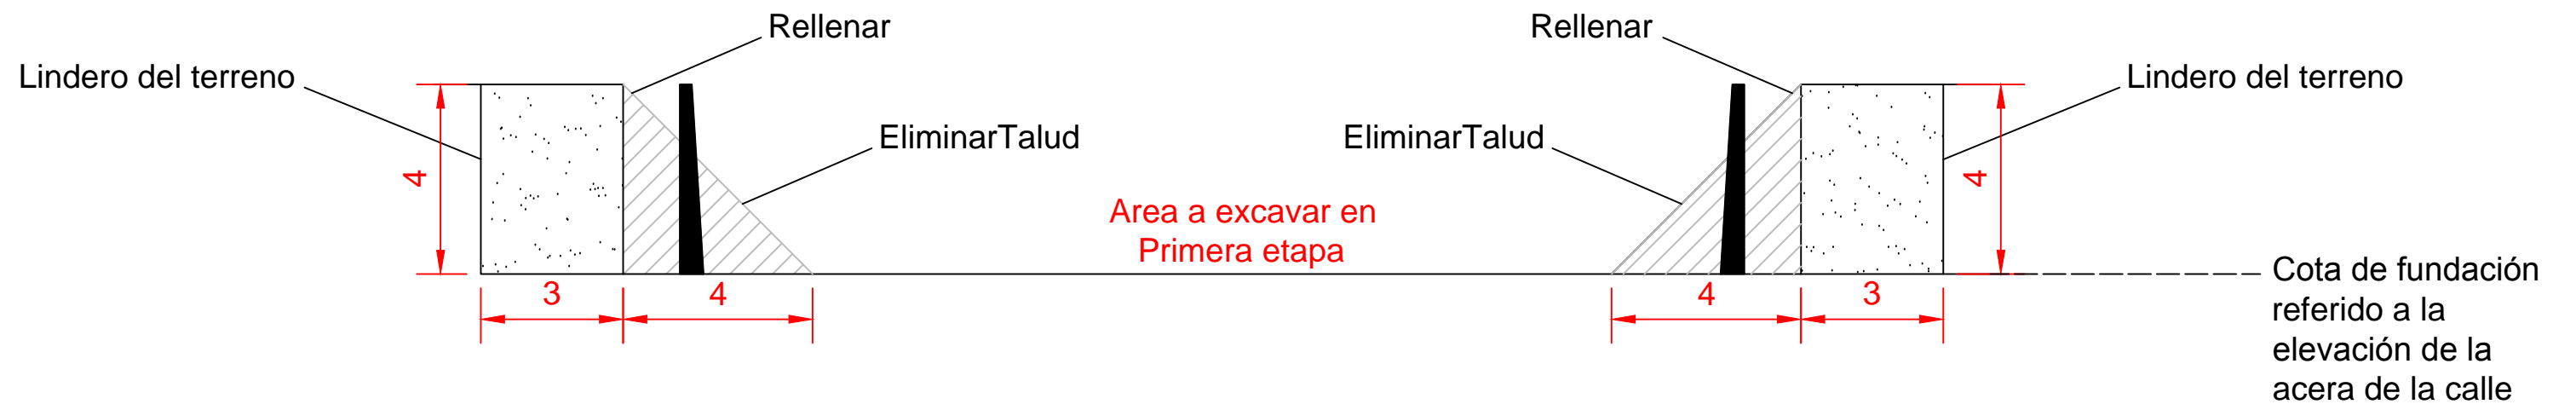 Rellenar
Rellenar
Lindero del terreno
Lindero del terreno
EliminarTalud
EliminarTalud
4
4
Area a excavar en
Primera etapa
3
4
4
3
Cota de fundación
referido a la
elevación de la
acera de la calle